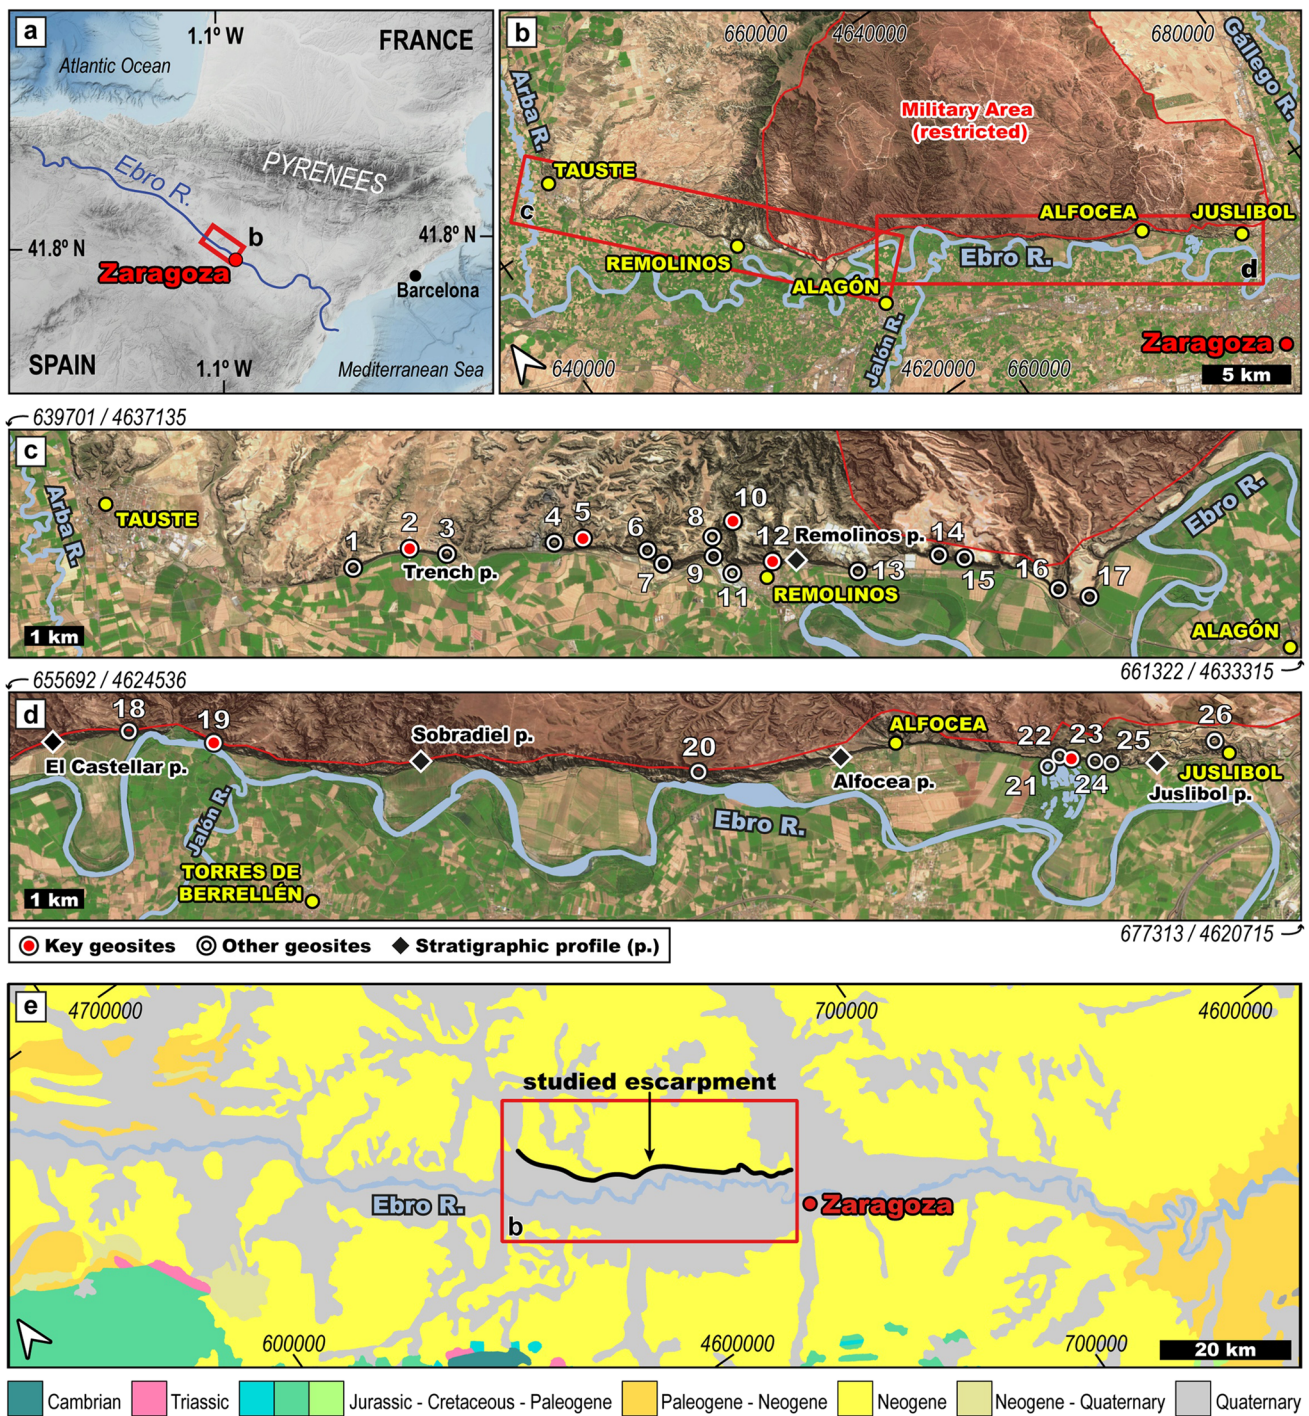 a
1.1º W
FRANCE
Atlantic Ocean
PYRENEES
Ebro R.
b
41.8º N
41.8º N
Zaragoza
Barcelona
SPAIN
1.1º W
Mediterranean Sea
b
660000
4640000
680000
Gállego R.
Arba R.
Military Area
(restricted)
TAUSTE
c
ALFOCEA
JUSLIBOL
REMOLINOS
Ebro R.
d
ALAGÓN
Jalón R.
Zaragoza
640000
4620000
660000
5 km
639701 / 4637135
c
Arba R.
TAUSTE
1
2
3
Trench p.
4
5
6
7
8
9
10
11
12
Remolinos p.
REMOLINOS
13
14
15
16
17
Ebro R.
ALAGÓN
1 km
661322 / 4633315
655692 / 4624536
d
18
19
El Castellar p.
Sobradiel p.
20
ALFOCEA
Alfocea p.
21
22
23
24
25
26
JUSLIBOL
Juslibol p.
Jalón R.
Ebro R.
TORRES DE
BERRELLÉN
1 km
677313 / 4620715
Key geosites
Other geosites
Stratigraphic profile (p.)
e
4700000
700000
4600000
studied escarpment
Ebro R.
b
Zaragoza
600000
4600000
700000
20 km
Cambrian
Triassic
Jurassic - Cretaceous - Paleogene
Paleogene - Neogene
Neogene
Neogene - Quaternary
Quaternary